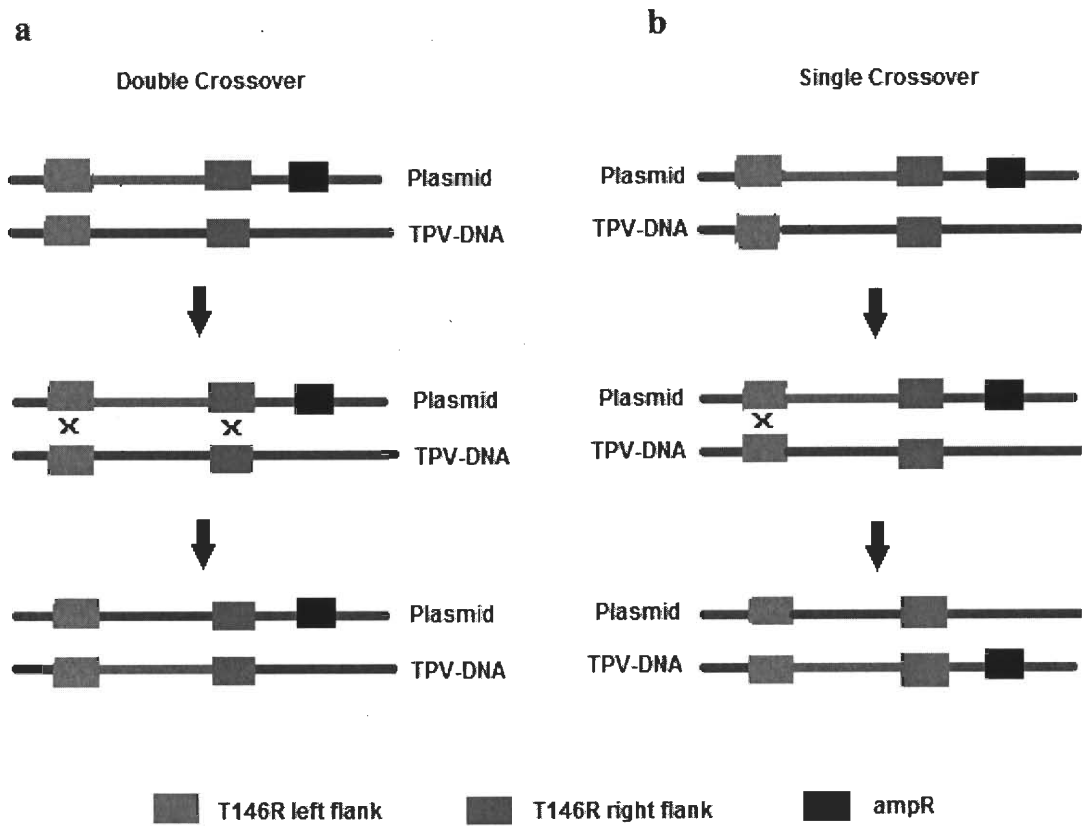 a
Double Crossover
Plasmid
TPV-DNA
Plasmid
TPV-DNA
Plasmid
TPV-DNA
b
Single Crossover
Plasmid
TPV-DNA
Plasmid
TPV-DNA
Plasmid
TPV-DNA
T146R left flank
T146R right flank
ampR